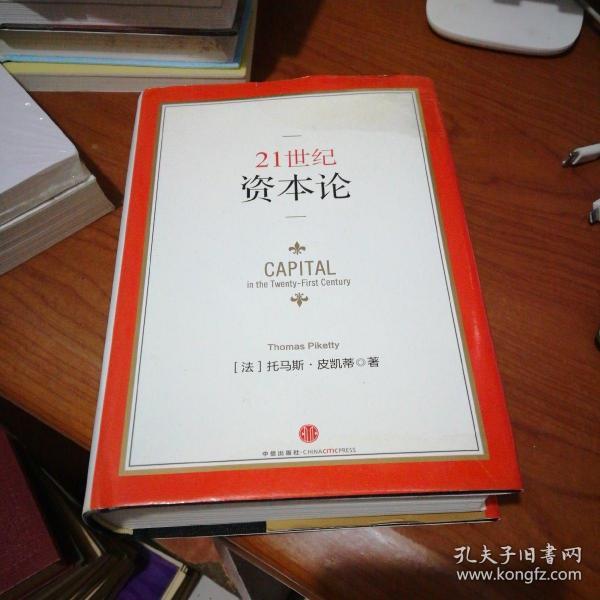 21世纪
资本论
CAPITAL
in the Twenty-First Century
Thomas Piketty
［法］托马斯·皮凯蒂◎著
中信出版社·CHINACITICPRESS
孔夫子旧书网
www.kongfz.com